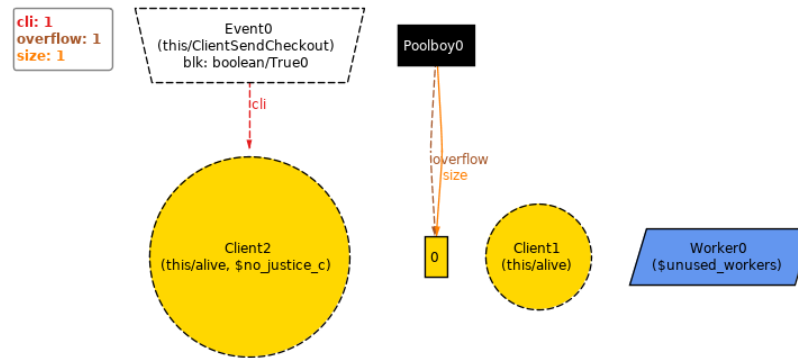 cli: 1
overflow: 1
size: 1
Event0
(this/ClientSendCheckout)
blk: boolean/True0
Poolboy0
cli
overflow
size
Client2
(this/alive, $no_justice_c)
0
Client1
(this/alive)
Worker0
($unused_workers)